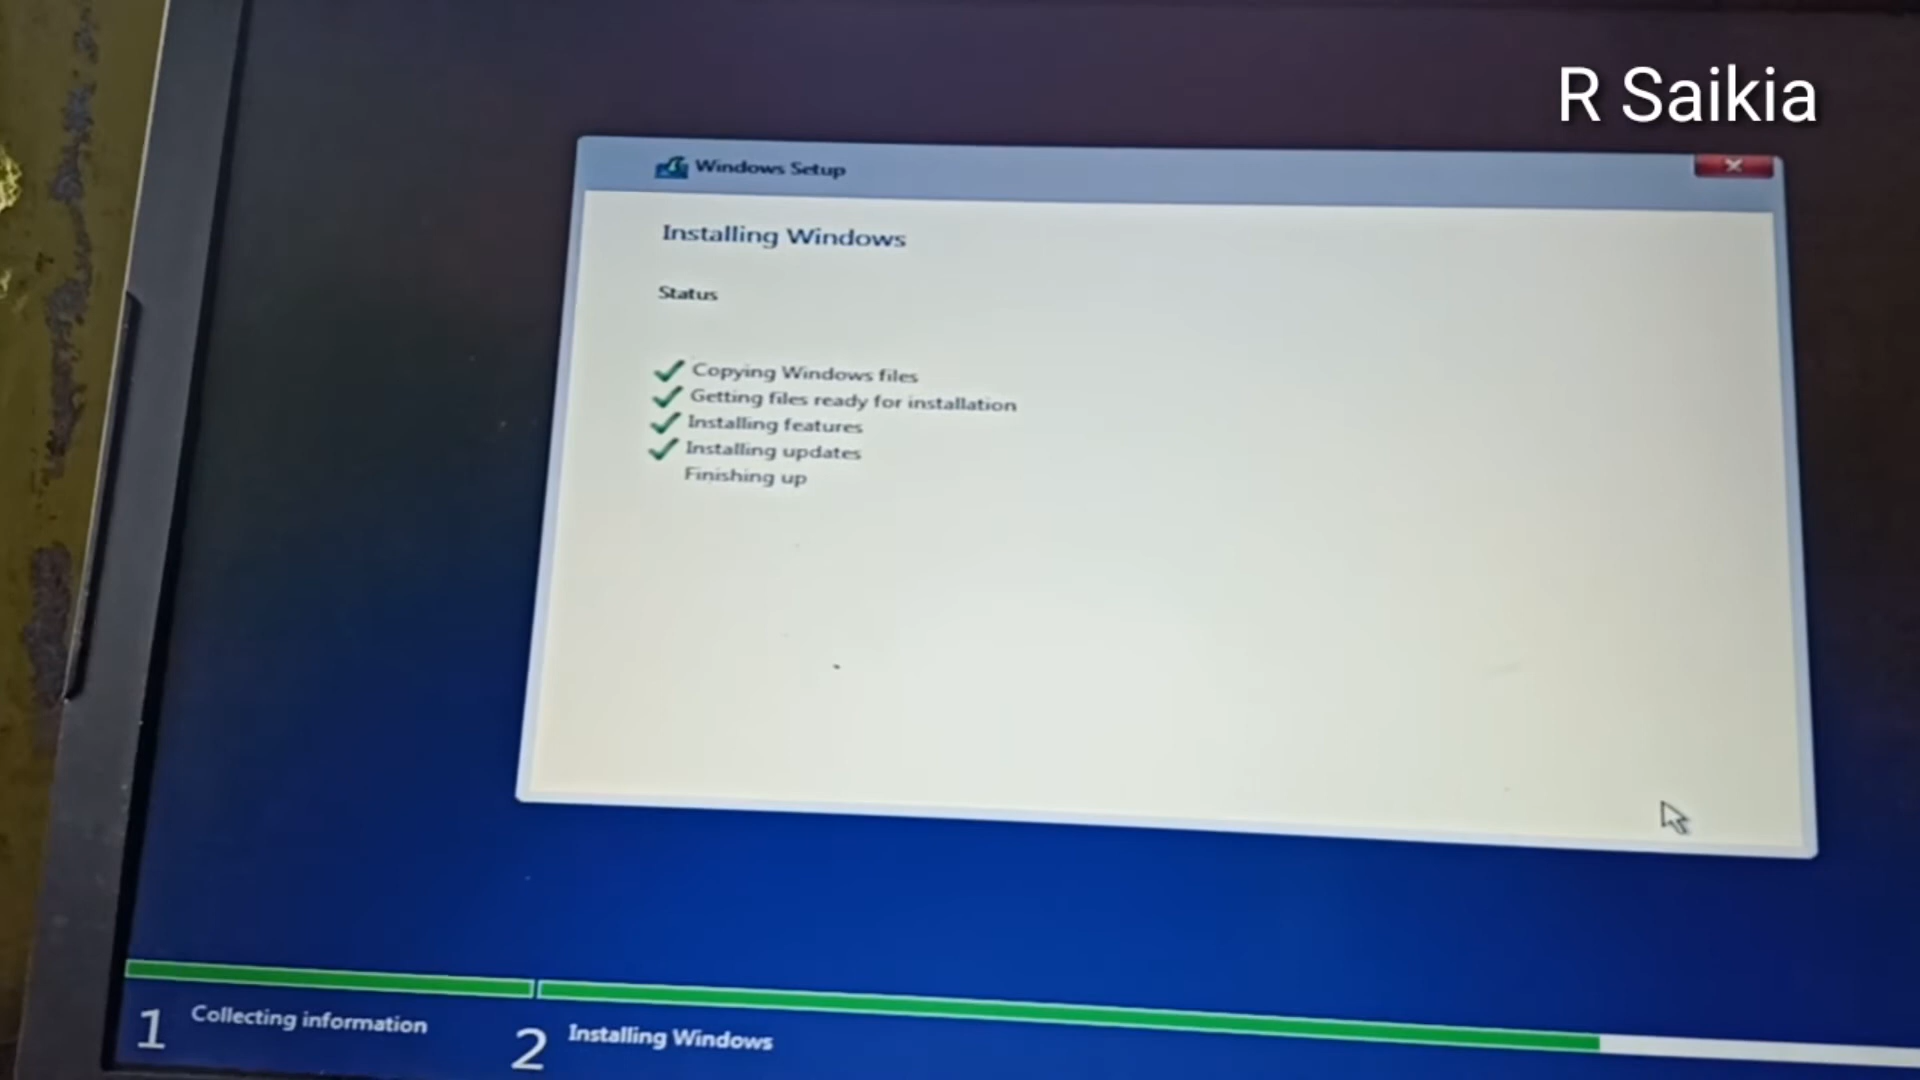 R Saikia
Windows Setup
Installing Windows
Status
Copying Windows files
Getting files ready for installation
Installing features
Installing updates
Finishing up
1 Collecting information
2 Installing Windows